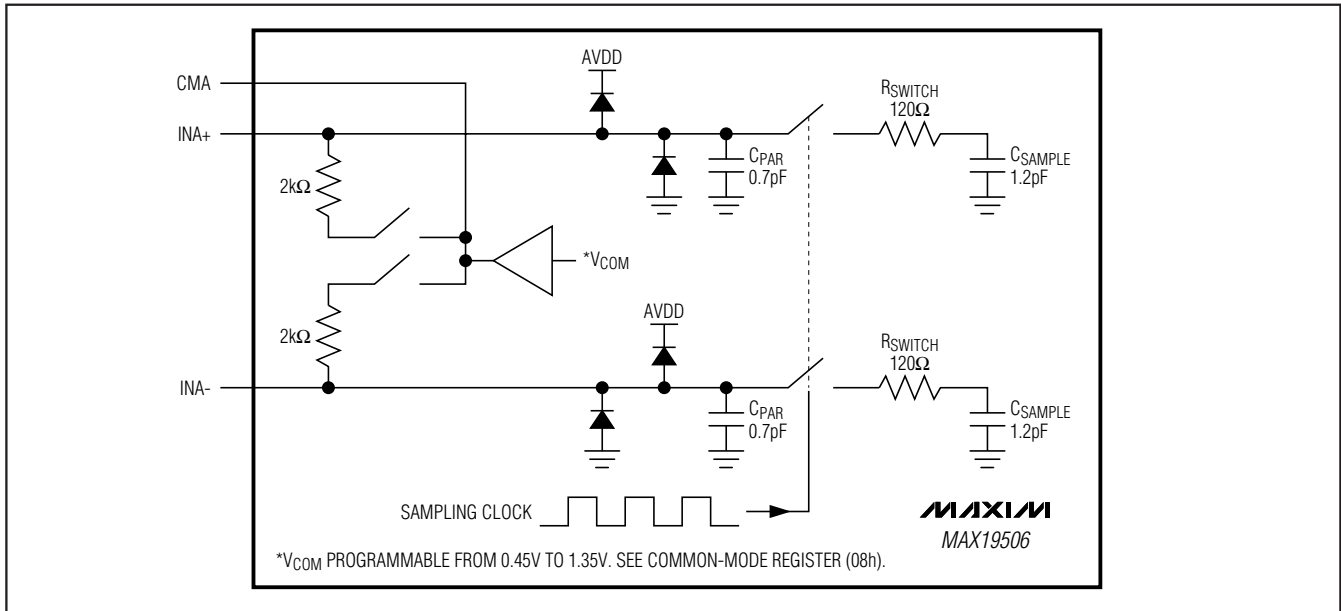 AVDD
CMA
RSWITCH
120Ω
INA+
CPAR
0.7pF
CSAMPLE
1.2pF
2kΩ
*VCOM
AVDD
2kΩ
RSWITCH
120Ω
INA-
CPAR
0.7pF
CSAMPLE
1.2pF
SAMPLING CLOCK
MAXIM
MAX19506
*VCOM PROGRAMMABLE FROM 0.45V TO 1.35V. SEE COMMON-MODE REGISTER (08h).